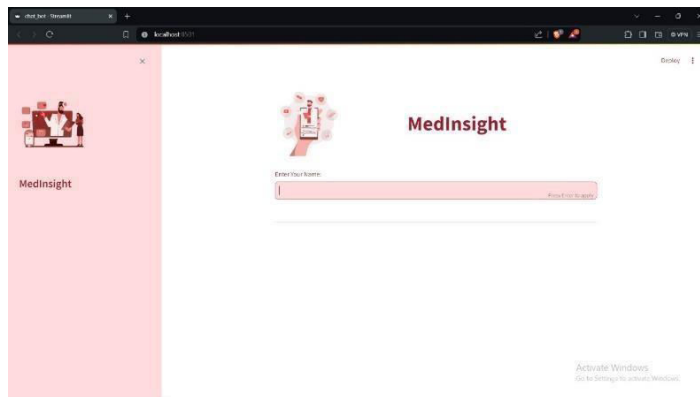 chat_bot · Streamlit
localhost:8501
VPN
Deploy
MedInsight
MedInsight
Enter Your Name:
Press Enter to apply
Activate Windows
Go to Settings to activate Windows.